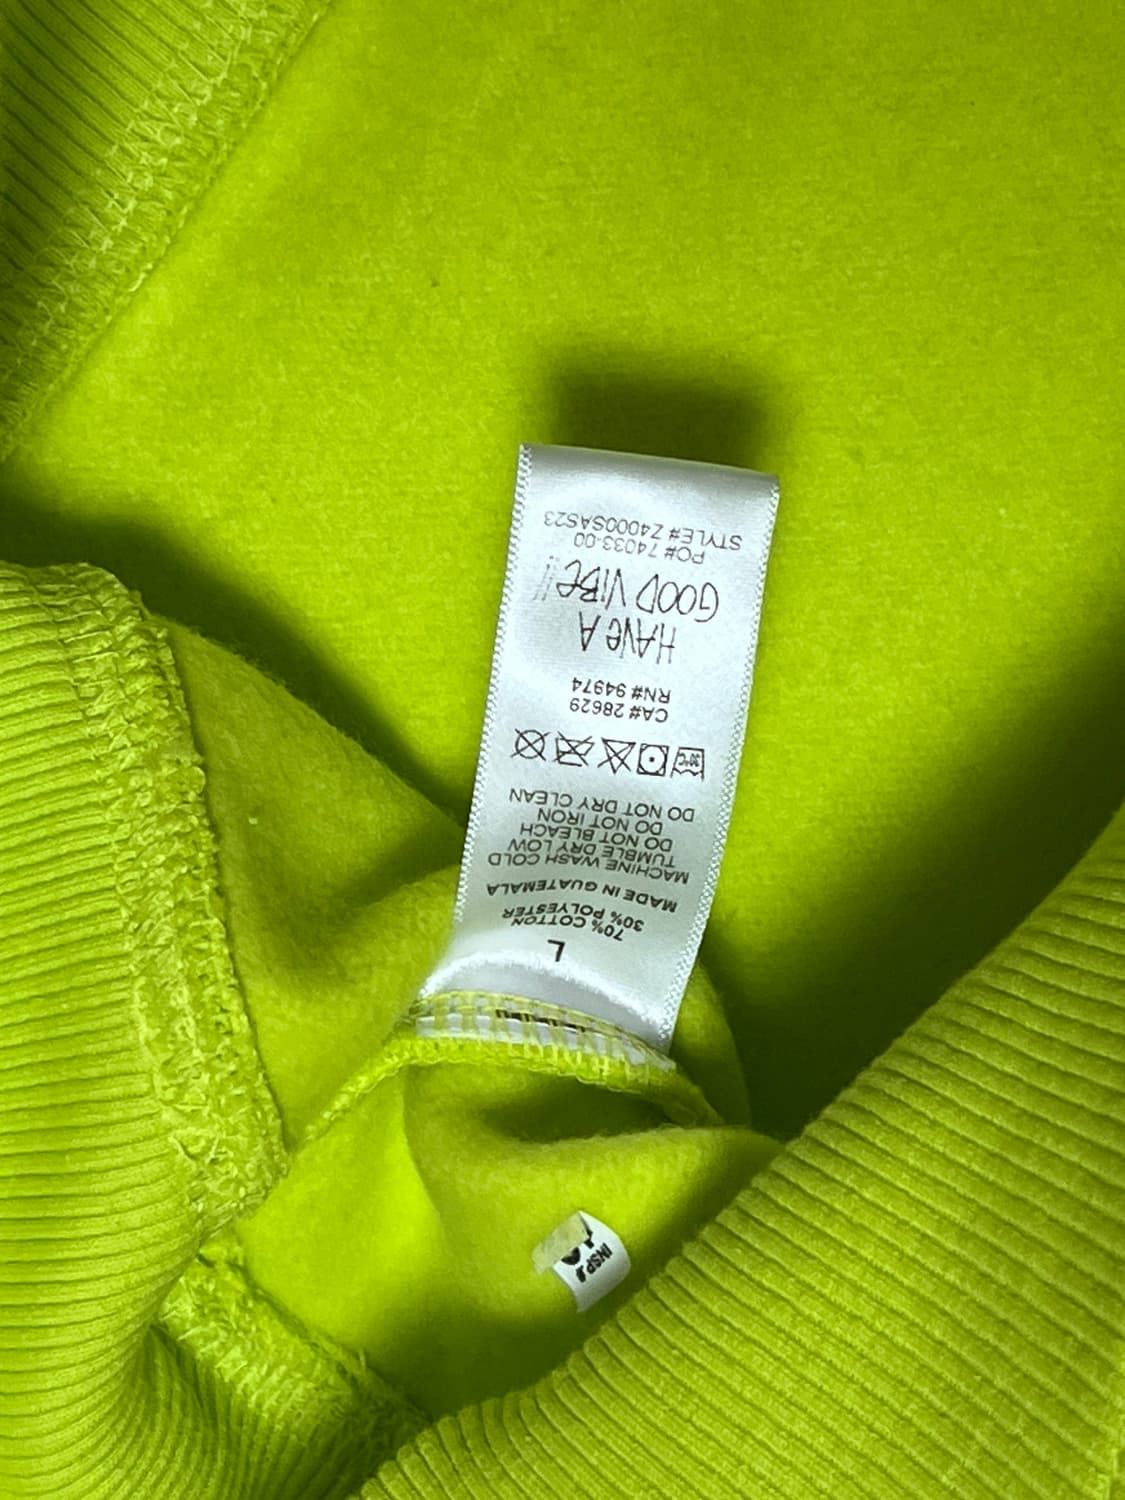 L
70% COTTON
30% POLYESTER
MADE IN GUATEMALA
MACHINE WASH COLD
TUMBLE DRY LOW
DO NOT BLEACH
DO NOT IRON
DO NOT DRY CLEAN
30°C
CA# 28629
RN# 94974
HAVE A
GOOD VIBE!!
PO# 74033-00
STYLE# Z4000SAS23
INSP.#